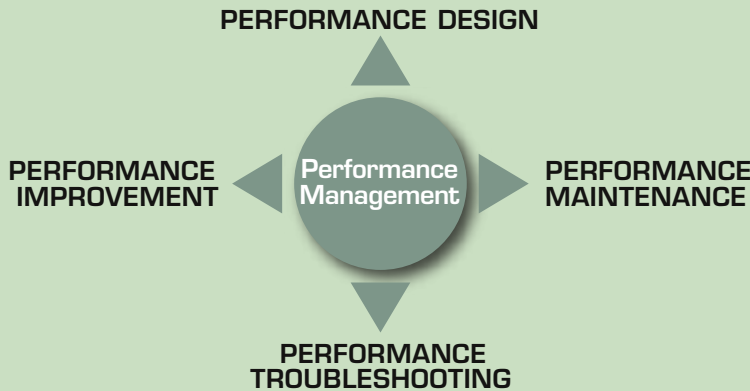 PERFORMANCE DESIGN
PERFORMANCE
IMPROVEMENT
Performance
Management
PERFORMANCE
MAINTENANCE
PERFORMANCE
TROUBLESHOOTING